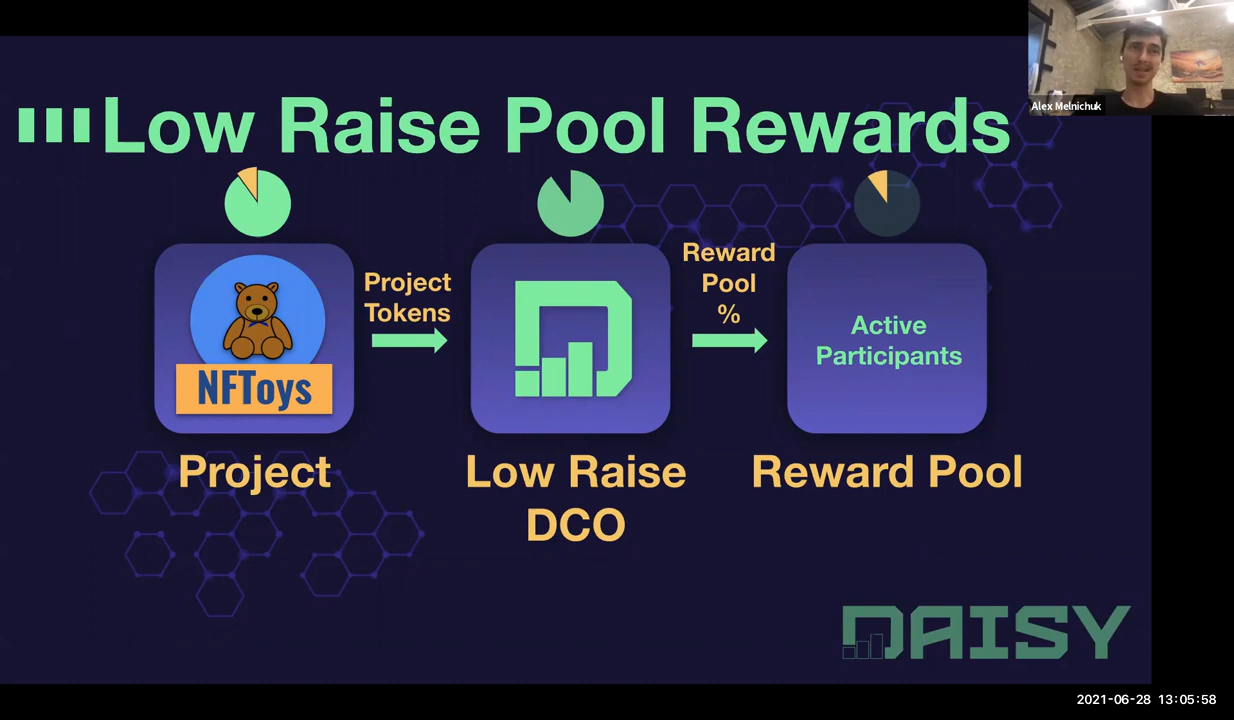 Alex Melnichuk
Low Raise Pool Rewards
Project
Tokens
Reward
Pool
%
NFToys
Active
Participants
Project
Low Raise
DCO
Reward Pool
DAISY
2021-06-28 13:05:58